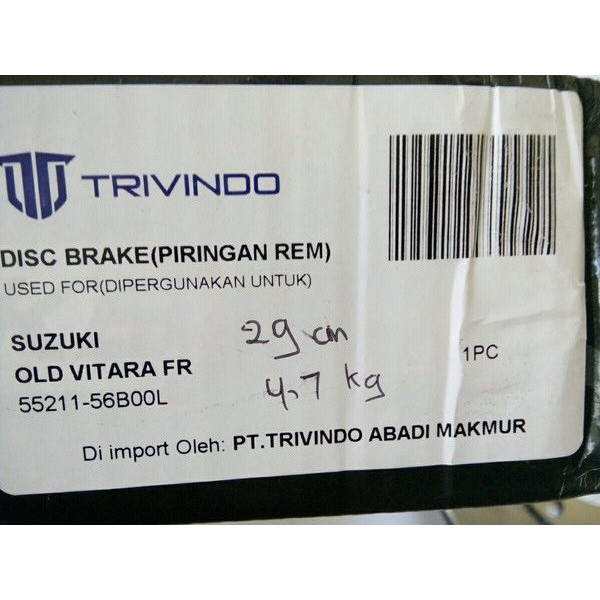 TRIVINDO
DISC BRAKE(PIRINGAN REM)
USED FOR(DIPERGUNAKAN UNTUK)
SUZUKI
OLD VITARA FR
55211-56B00L
29 cm
4.7 kg
1PC
Di import Oleh: PT.TRIVINDO ABADI MAKMUR